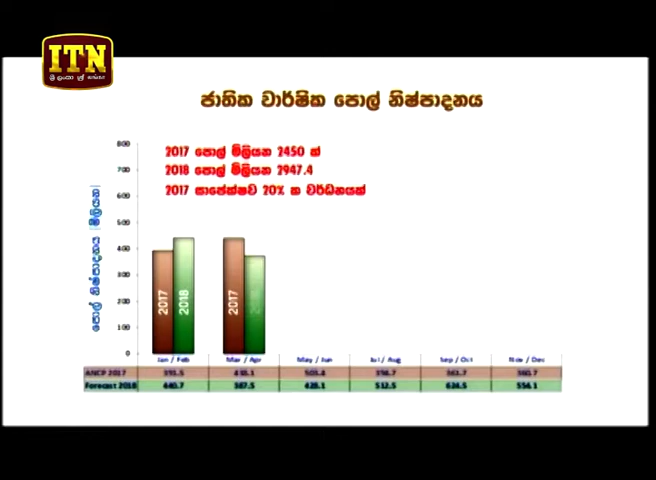 ITN
ශ්‍රී ලංකා
ජාතික වාර්ෂික පොල් නිෂ්පාදනය
2017 පොල් මිලියන 2450 ක්
2018 පොල් මිලියන 2947.4
2017 සාපේක්ෂව 20% ක වර්ධනයක්
පොල් නිෂ්පාදනය (මිලියන)
800
700
600
500
400
300
200
100
0
2017 2018 2017 2018
Jan / Feb Mar / Apr May / Jun Jul / Aug Sep / Oct Nov / Dec
ANCP 2017 391.5 438.1
Forecast 2018 440.7 387.5 428.1 512.5 624.5 554.1